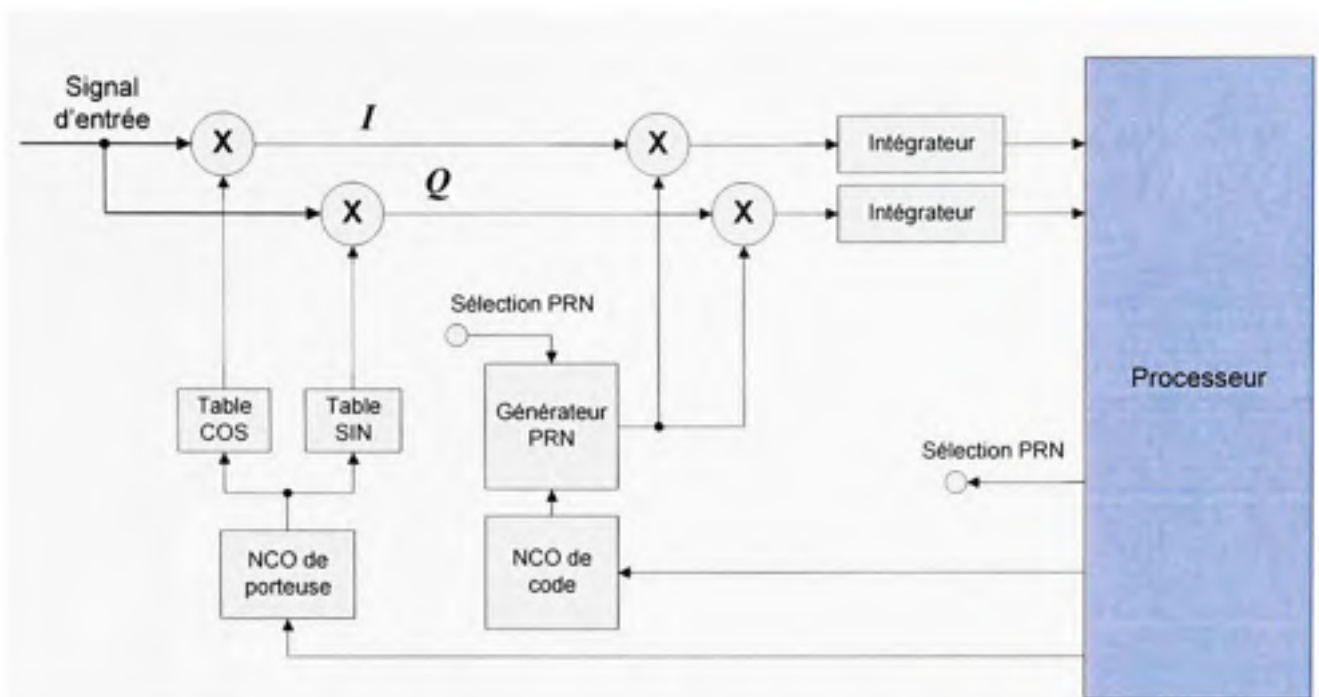 Signal
d'entrée
X
I
X
Intégrateur
Q
X
X
Intégrateur
Sélection PRN
Processeur
Table
COS
Table
SIN
Générateur
PRN
Sélection PRN
NCO de
porteuse
NCO de
code